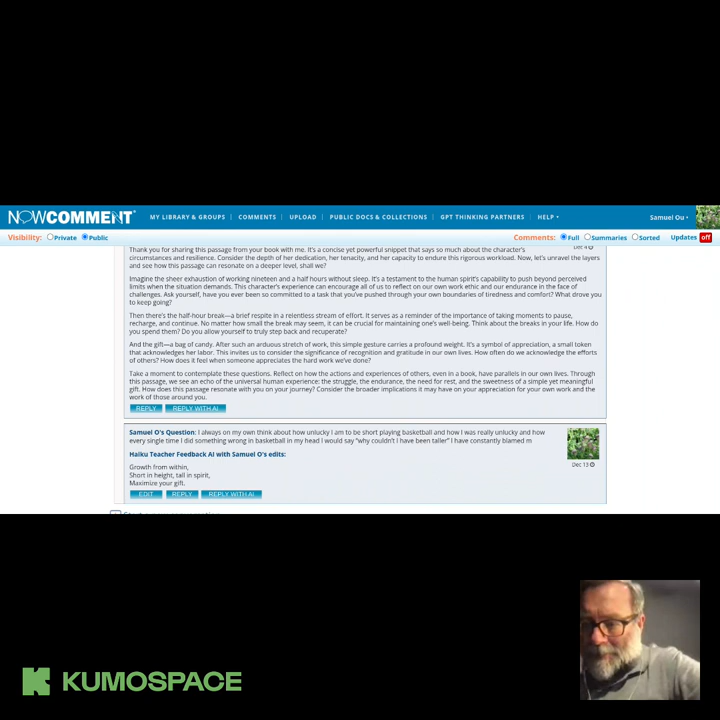 NOWCOMMENT®
MY LIBRARY & GROUPS | COMMENTS | UPLOAD | PUBLIC DOCS & COLLECTIONS | GPT THINKING PARTNERS | HELP
Samuel Ou
Visibility: Private Public
Comments: Full Summaries Sorted Updates off
Thank you for sharing this passage from your book with me. It's a concise yet powerful snippet that says so much about the character's
Dec 4
circumstances and resilience. Consider the depth of her dedication, her tenacity, and her capacity to endure this rigorous workload. Now, let's unravel the layers
and see how this passage can resonate on a deeper level, shall we?
Imagine the sheer exhaustion of working nineteen and a half hours without sleep. It's a testament to the human spirit's capability to push beyond perceived
limits when the situation demands. This character's experience can encourage all of us to reflect on our own work ethic and our endurance in the face of
challenges. Ask yourself, have you ever been so committed to a task that you've pushed through your own boundaries of tiredness and comfort? What drove you
to keep going?
Then there's the half-hour break—a brief respite in a relentless stream of effort. It serves as a reminder of the importance of taking moments to pause,
recharge, and continue. No matter how small the break may seem, it can be crucial for maintaining one's well-being. Think about the breaks in your life. How do
you spend them? Do you allow yourself to truly step back and recuperate?
And the gift—a bag of candy. After such an arduous stretch of work, this simple gesture carries a profound weight. It's a symbol of appreciation, a small token
that acknowledges her labor. This invites us to consider the significance of recognition and gratitude in our own lives. How often do we acknowledge the efforts
of others? How does it feel when someone appreciates the hard work we've done?
Take a moment to contemplate these questions. Reflect on how the actions and experiences of others, even in a book, have parallels in our own lives. Through
this passage, we see an echo of the universal human experience: the struggle, the endurance, the need for rest, and the sweetness of a simple yet meaningful
gift. How does this passage resonate with you on your journey? Consider the broader implications it may have on your appreciation for work and the
work of those around you.
REPLY REPLY WITH AI
Samuel O's Question: I always on my own think about how unlucky I am to be short playing basketball and how I was really unlucky and how
every single time I did something wrong in basketball in my head I would say "why couldn't I have been taller" I have constantly blamed m
Dec 13
Haiku Teacher Feedback AI with Samuel O's edits:
Growth from within,
Short in height, tall in spirit,
Maximize your gift.
EDIT REPLY REPLY WITH AI
KUMOSPACE